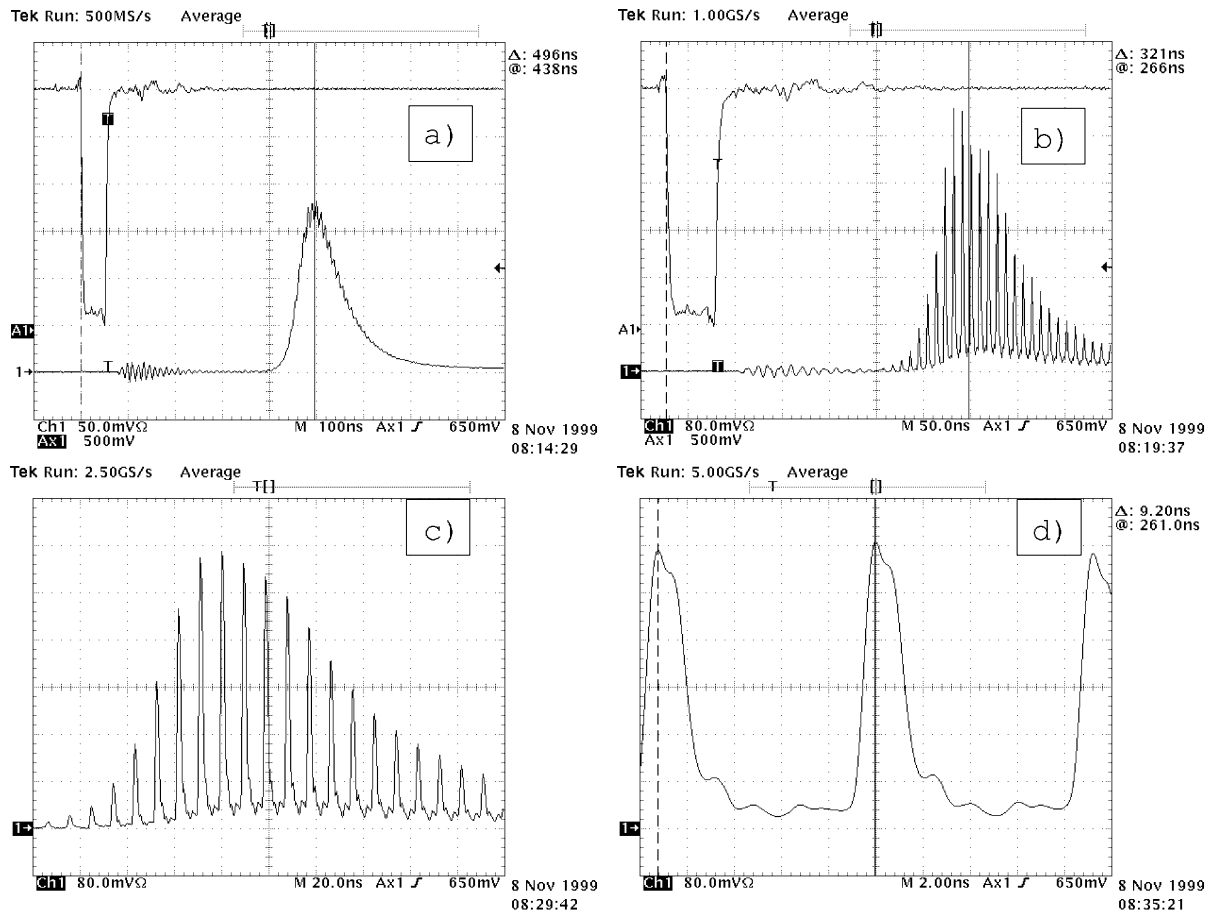 Tek Run: 500MS/s Average
T[]
Δ: 496ns
@: 438ns
T
a)
A1
T
1
Ch1 50.0mVΩ M 100ns Ax1 650mV
Ax1 500mV
8 Nov 1999
08:14:29
Tek Run: 1.00GS/s Average
T[]
Δ: 321ns
@: 266ns
b)
T
A1
T
1
Ch1 80.0mVΩ M 50.0ns Ax1 650mV
Ax1 500mV
8 Nov 1999
08:19:37
Tek Run: 2.50GS/s Average
T[]
c)
1
Ch1 80.0mVΩ M 20.0ns Ax1 650mV
8 Nov 1999
08:29:42
Tek Run: 5.00GS/s Average
T []
Δ: 9.20ns
@: 261.0ns
d)
1
Ch1 80.0mVΩ M 2.00ns Ax1 650mV
8 Nov 1999
08:35:21